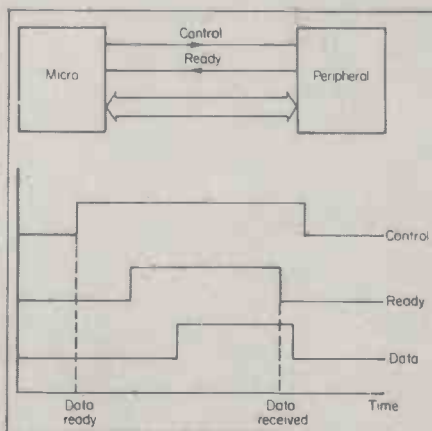 Control
Ready
Micro
Peripheral
Control
Ready
Data
Data ready
Data received
Time